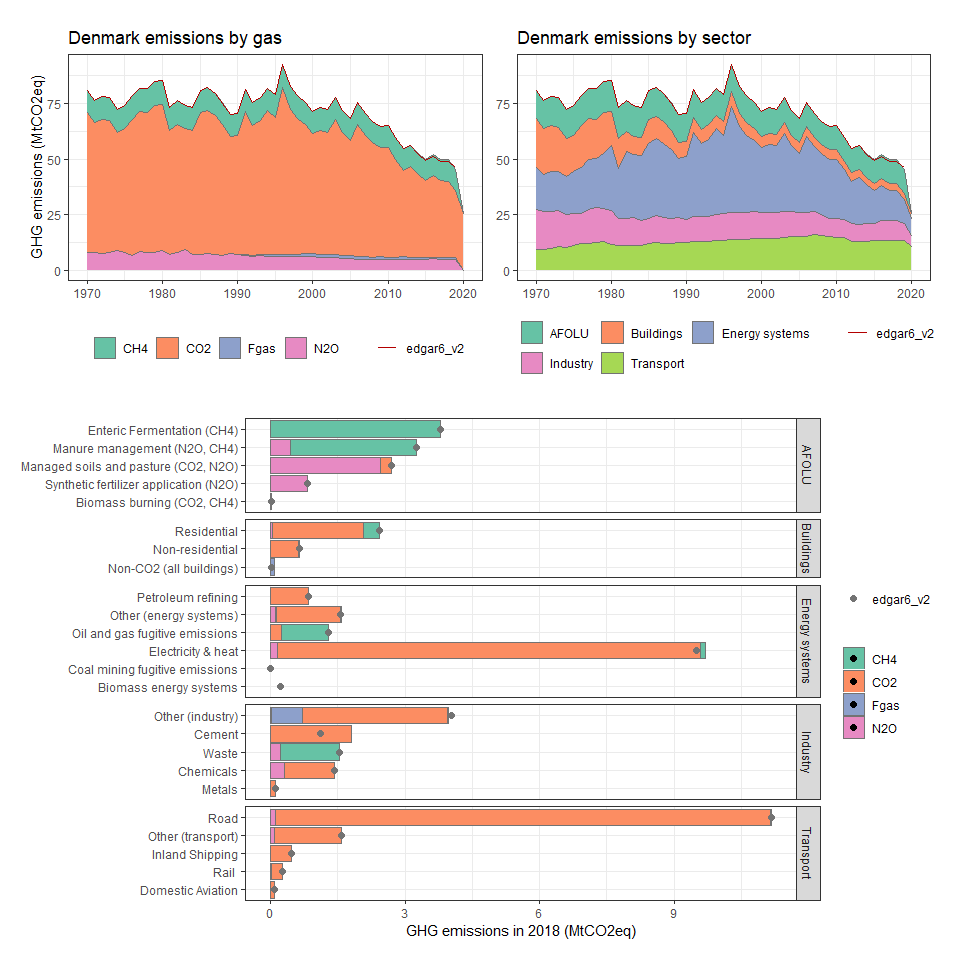 Denmark emissions by gas
GHG emissions (MtCO2eq)
75
50
25
0
1970
1980
1990
2000
2010
2020
CH4
CO2
Fgas
N2O
edgar6_v2
Denmark emissions by sector
75
50
25
0
1970
1980
1990
2000
2010
2020
AFOLU
Buildings
Energy systems
edgar6_v2
Industry
Transport
Enteric Fermentation (CH4)
Manure management (N2O, CH4)
Managed soils and pasture (CO2, N2O)
Synthetic fertilizer application (N2O)
Biomass burning (CO2, CH4)
AFOLU
Residential
Non-residential
Non-CO2 (all buildings)
Buildings
Petroleum refining
Other (energy systems)
Oil and gas fugitive emissions
Electricity & heat
Coal mining fugitive emissions
Biomass energy systems
Energy systems
Other (industry)
Cement
Waste
Chemicals
Metals
Industry
Road
Other (transport)
Inland Shipping
Rail
Domestic Aviation
Transport
0
3
6
9
GHG emissions in 2018 (MtCO2eq)
edgar6_v2
CH4
CO2
Fgas
N2O